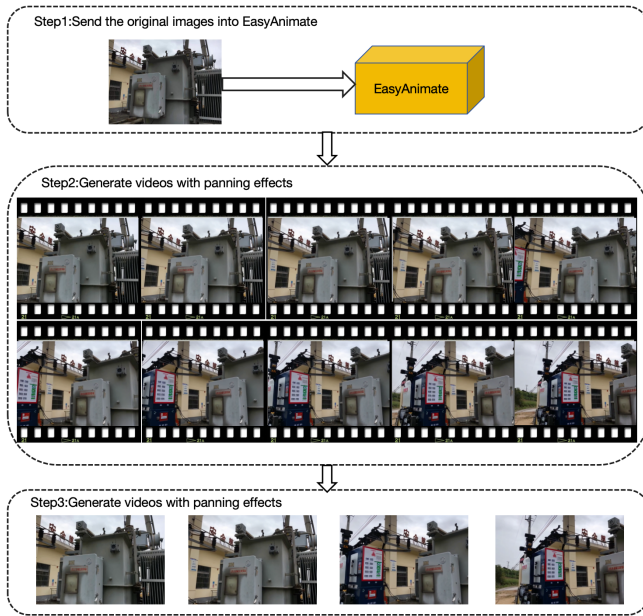 Step1:Send the original images into EasyAnimate
EasyAnimate
Step2:Generate videos with panning effects
Step3:Generate videos with panning effects